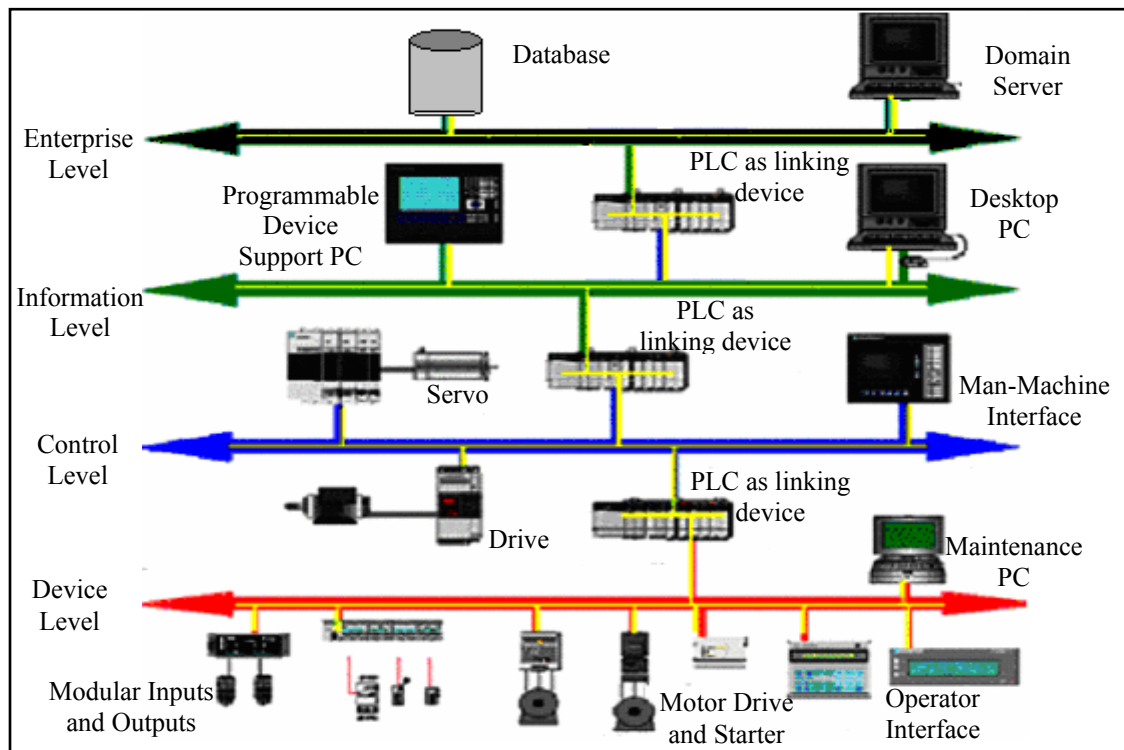 Database
Domain
Server
Enterprise
Level
PLC as linking
device
Programmable
Device
Support PC
Desktop
PC
Information
Level
PLC as
linking device
Servo
Man-Machine
Interface
Control
Level
PLC as linking
device
Drive
Maintenance
PC
Device
Level
Modular Inputs
and Outputs
Motor Drive
and Starter
Operator
Interface